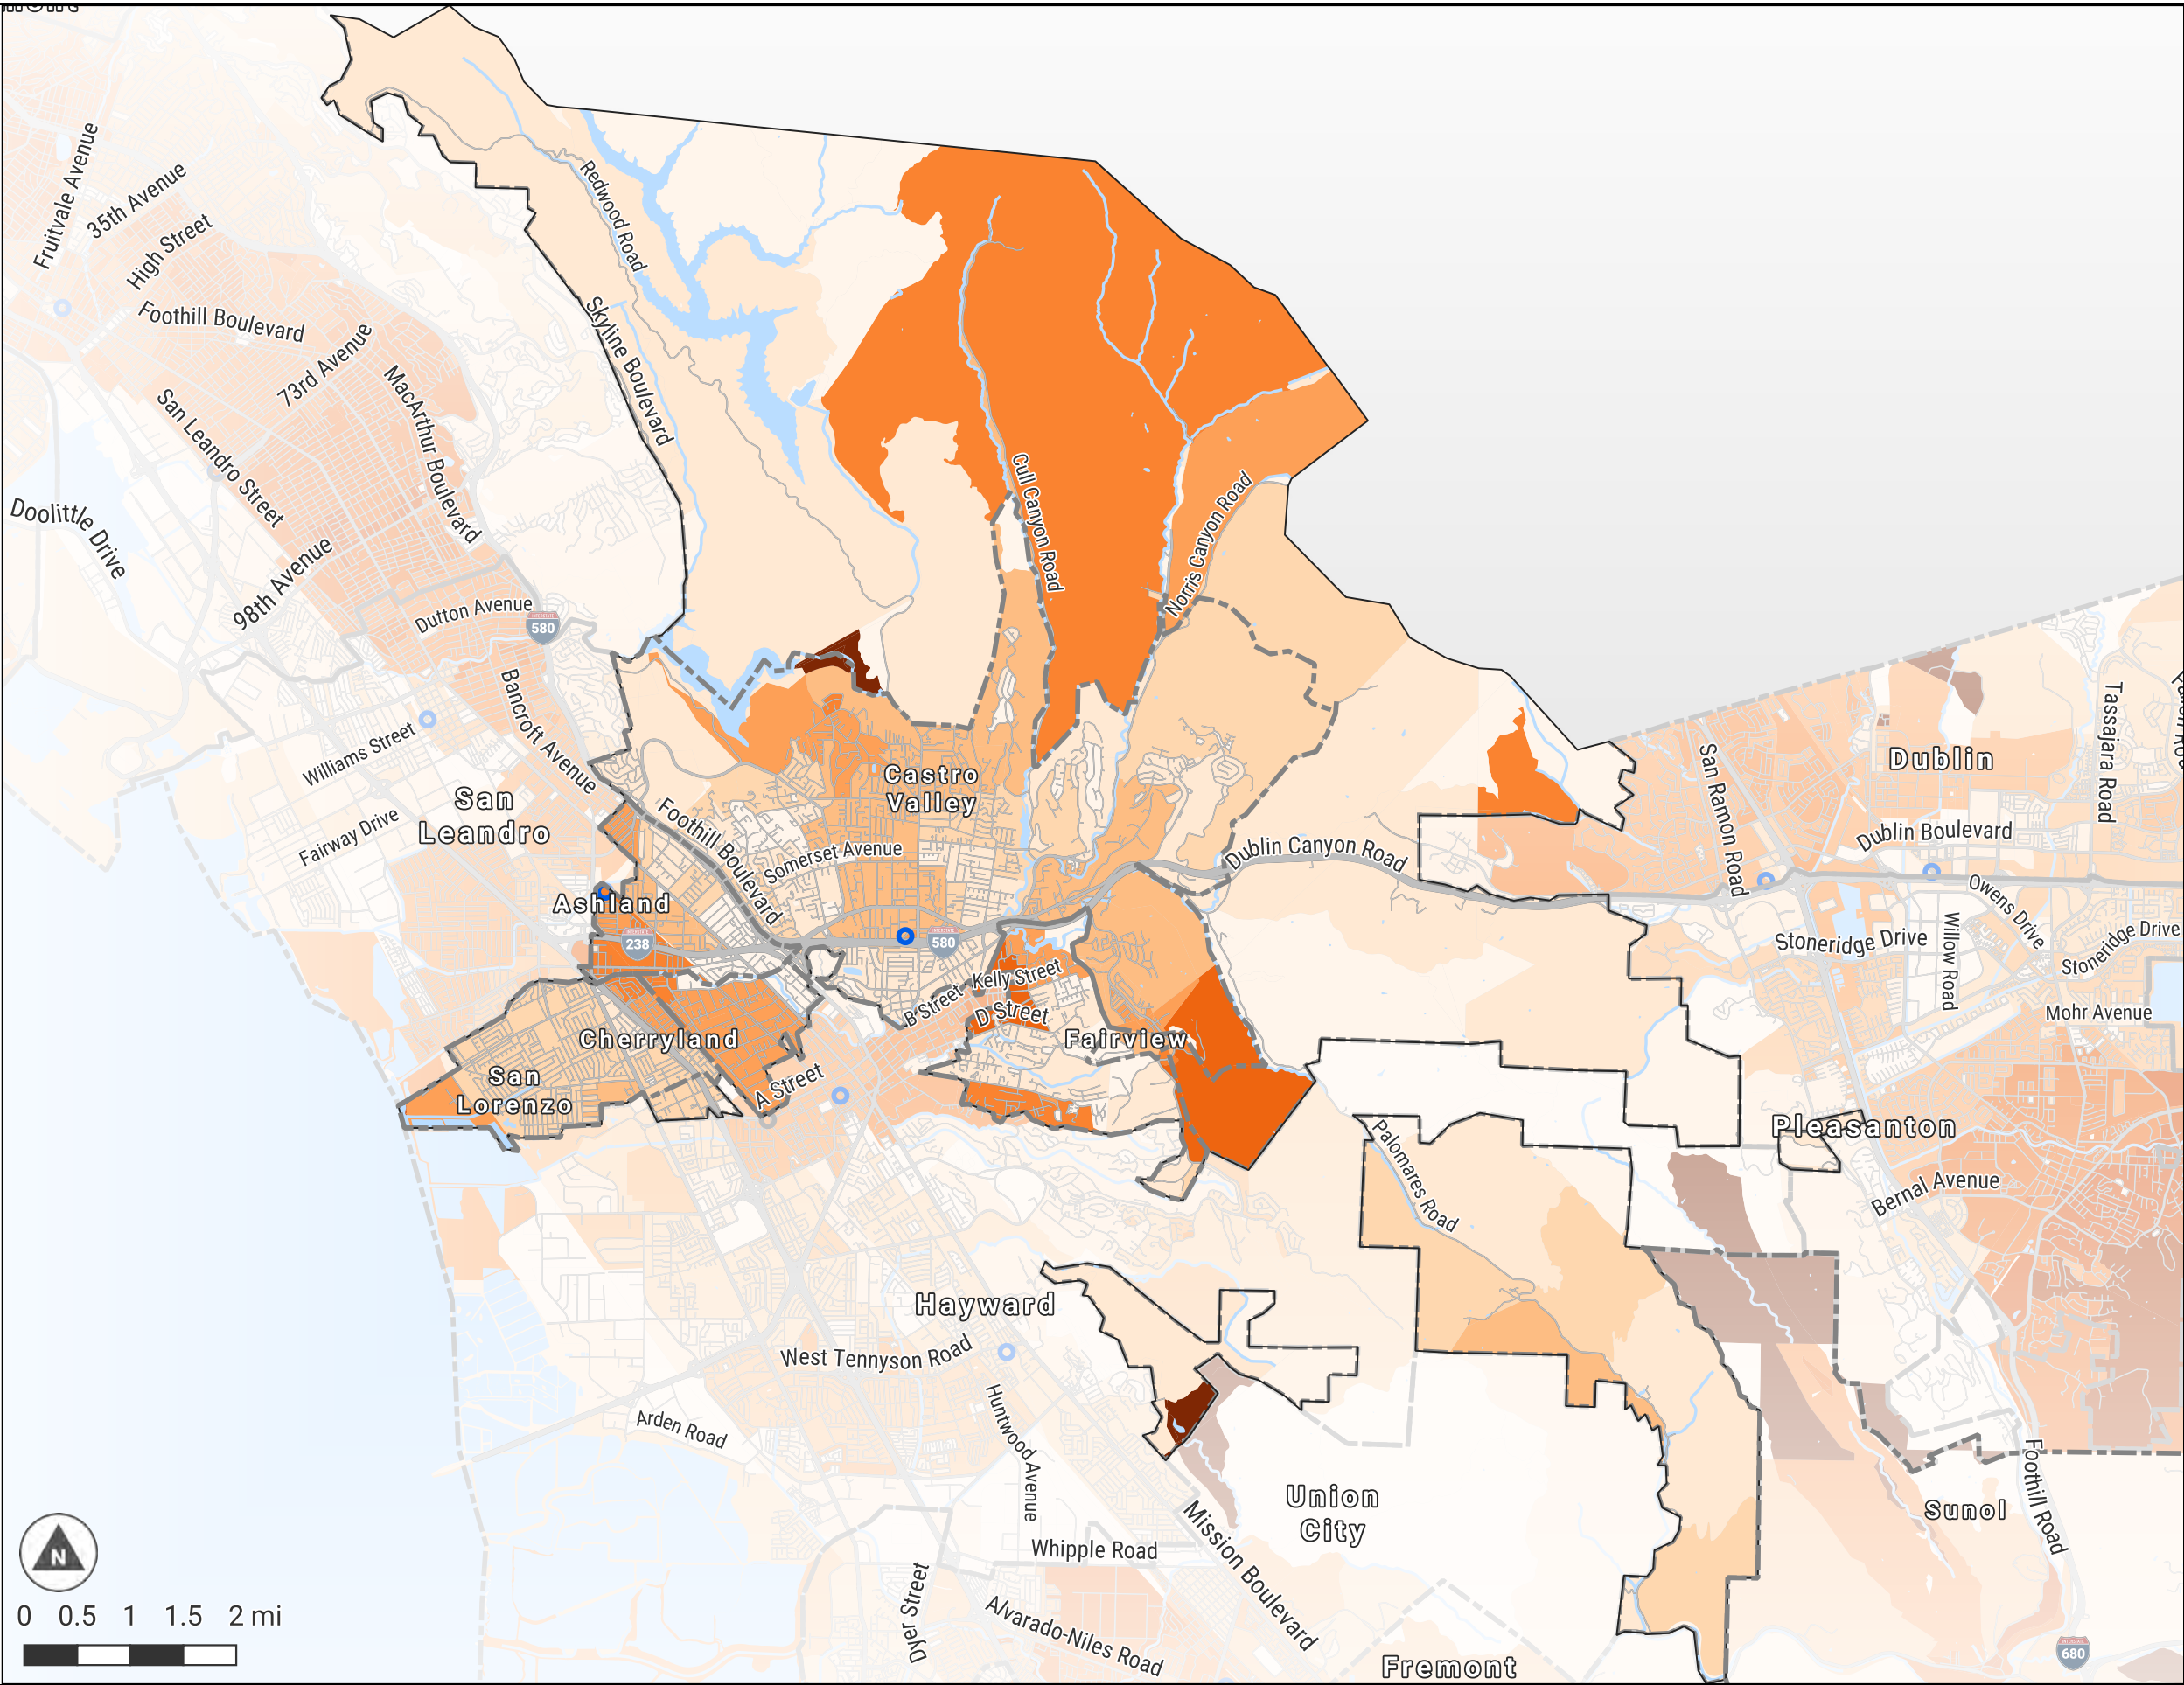 Fruitvale Avenue
35th Avenue
High Street
Foothill Boulevard
73rd Avenue
MacArthur Boulevard
San Leandro Street
Doolittle Drive
98th Avenue
Dutton Avenue
580
Bancroft Avenue
Williams Street
San
Leandro
Fairway Drive
Redwood Road
Skyline Boulevard
Cull Canyon Road
Norris Canyon Road
Castro
Valley
Foothill Boulevard
Somerset Avenue
Dublin Canyon Road
Ashland
238
580
Kelly Street
B Street
D Street
Fairview
Cherryland
San
Lorenzo
A Street
San Ramon Road
Dublin
Tassajara Road
Dublin Boulevard
Owens Drive
Stoneridge Drive
Willow Road
Stoneridge Drive
Mohr Avenue
Pleasanton
Bernal Avenue
Palomares Road
Hayward
West Tennyson Road
Arden Road
Huntwood Avenue
Union
City
Mission Boulevard
Whipple Road
Dyer Street
Alvarado-Niles Road
Fremont
Sunol
Foothill Road
680
N
0 0.5 1 1.5 2 mi